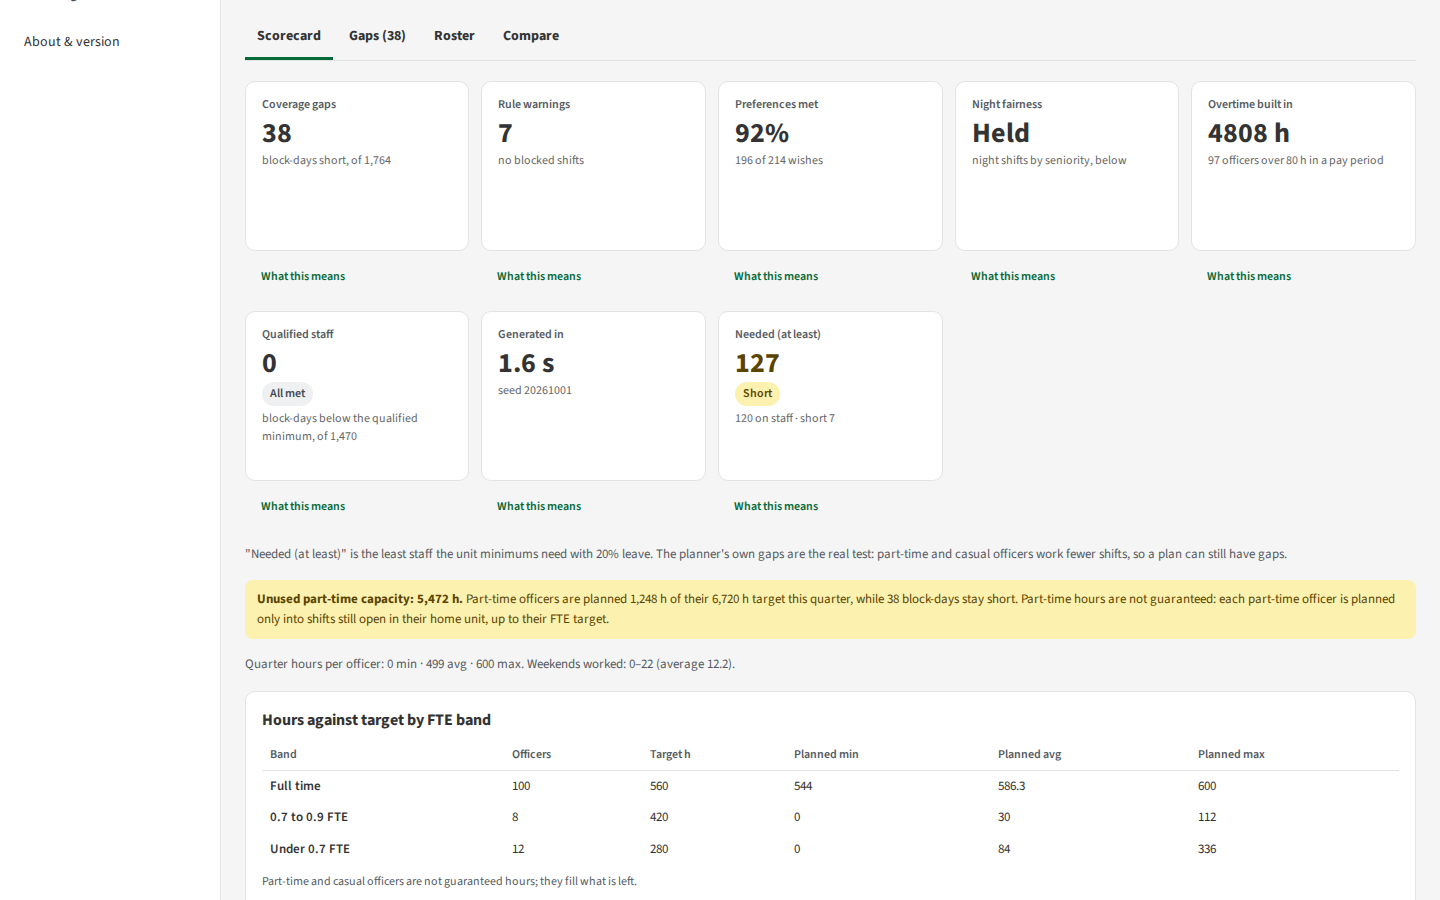 About & version
Scorecard
Gaps (38)
Roster
Compare
Coverage gaps
38
block-days short, of 1,764
Rule warnings
7
no blocked shifts
Preferences met
92%
196 of 214 wishes
Night fairness
Held
night shifts by seniority, below
Overtime built in
4808 h
97 officers over 80 h in a pay period
What this means
What this means
What this means
What this means
What this means
Qualified staff
0
All met
block-days below the qualified
minimum, of 1,470
Generated in
1.6 s
seed 20261001
Needed (at least)
127
Short
120 on staff · short 7
What this means
What this means
What this means
"Needed (at least)" is the least staff the unit minimums need with 20% leave. The planner's own gaps are the real test: part-time and casual officers work fewer shifts, so a plan can still have gaps.
Unused part-time capacity: 5,472 h. Part-time officers are planned 1,248 h of their 6,720 h target this quarter, while 38 block-days stay short. Part-time hours are not guaranteed: each part-time officer is planned
only into shifts still open in their home unit, up to their FTE target.
Quarter hours per officer: 0 min · 499 avg · 600 max. Weekends worked: 0–22 (average 12.2).
Hours against target by FTE band
Band Officers Target h Planned min Planned avg Planned max
Full time 100 560 544 586.3 600
0.7 to 0.9 FTE 8 420 0 30 112
Under 0.7 FTE 12 280 0 84 336
Part-time and casual officers are not guaranteed hours; they fill what is left.